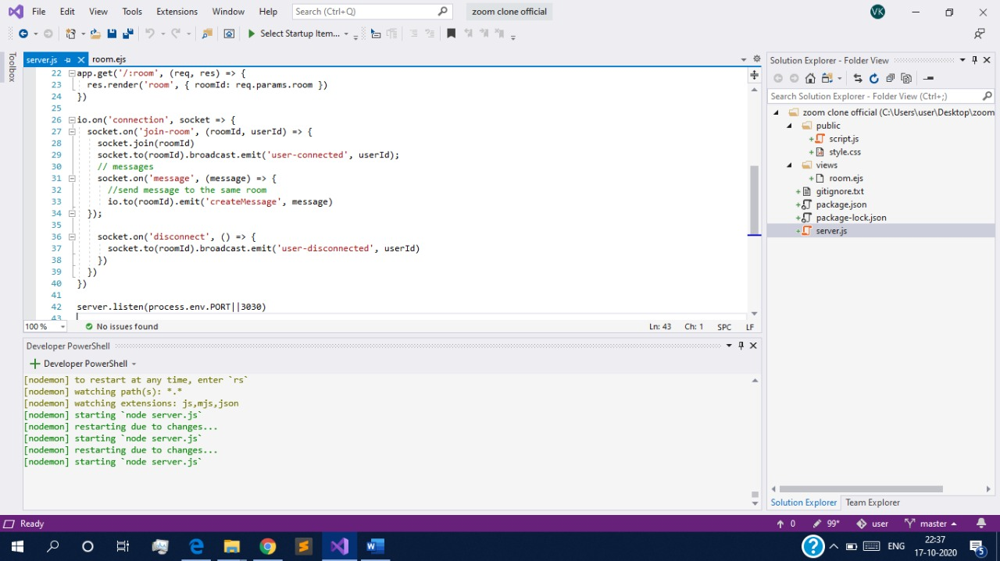 File Edit View Tools Extensions Window Help Search (Ctrl+Q) zoom clone official VK
Select Startup Item...
Toolbox
server.js room.ejs
22 app.get('/:room', (req, res) => {
23 res.render('room', { roomId: req.params.room })
24 })
25
26 io.on('connection', socket => {
27 socket.on('join-room', (roomId, userId) => {
28 socket.join(roomId)
29 socket.to(roomId).broadcast.emit('user-connected', userId);
30 // messages
31 socket.on('message', (message) => {
32 //send message to the same room
33 io.to(roomId).emit('createMessage', message)
34 });
35
36 socket.on('disconnect', () => {
37 socket.to(roomId).broadcast.emit('user-disconnected', userId)
38 })
39 })
40 })
41
42 server.listen(process.env.PORT||3030)
43
100 % No issues found Ln: 43 Ch: 1 SPC LF
Developer PowerShell
Developer PowerShell
[nodemon] to restart at any time, enter `rs`
[nodemon] watching path(s): *.*
[nodemon] watching extensions: js,mjs,json
[nodemon] starting `node server.js`
[nodemon] restarting due to changes...
[nodemon] starting `node server.js`
[nodemon] restarting due to changes...
[nodemon] starting `node server.js`
Solution Explorer - Folder View
Search Solution Explorer - Folder View (Ctrl+;)
zoom clone official (C:\Users\user\Desktop\zoom
public
script.js
style.css
views
room.ejs
gitignore.txt
package.json
package-lock.json
server.js
Solution Explorer Team Explorer
Ready 0 99* user master
ENG 22:37
17-10-2020 5